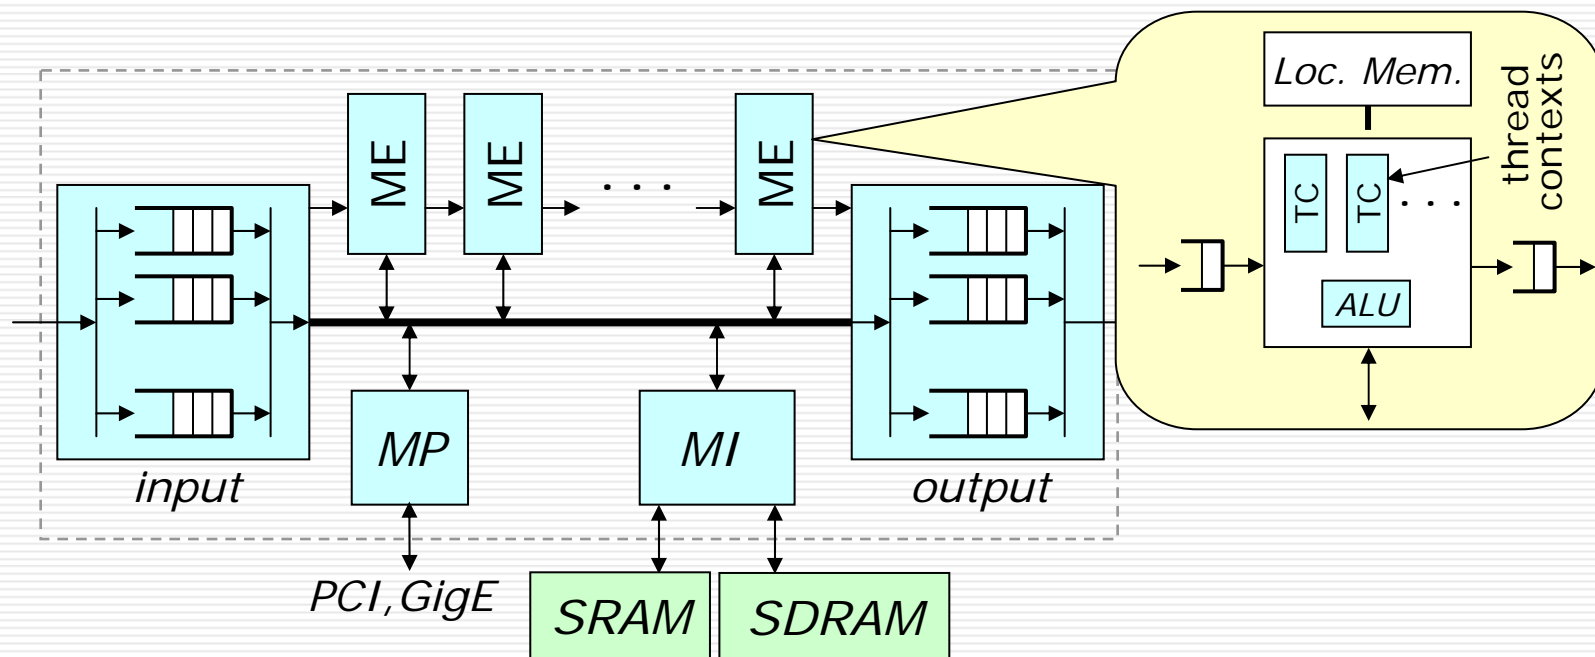 ME
ME
. . .
ME
input
MP
MI
output
PCI, GigE
SRAM
SDRAM
Loc. Mem.
thread
contexts
TC
TC
. . .
ALU